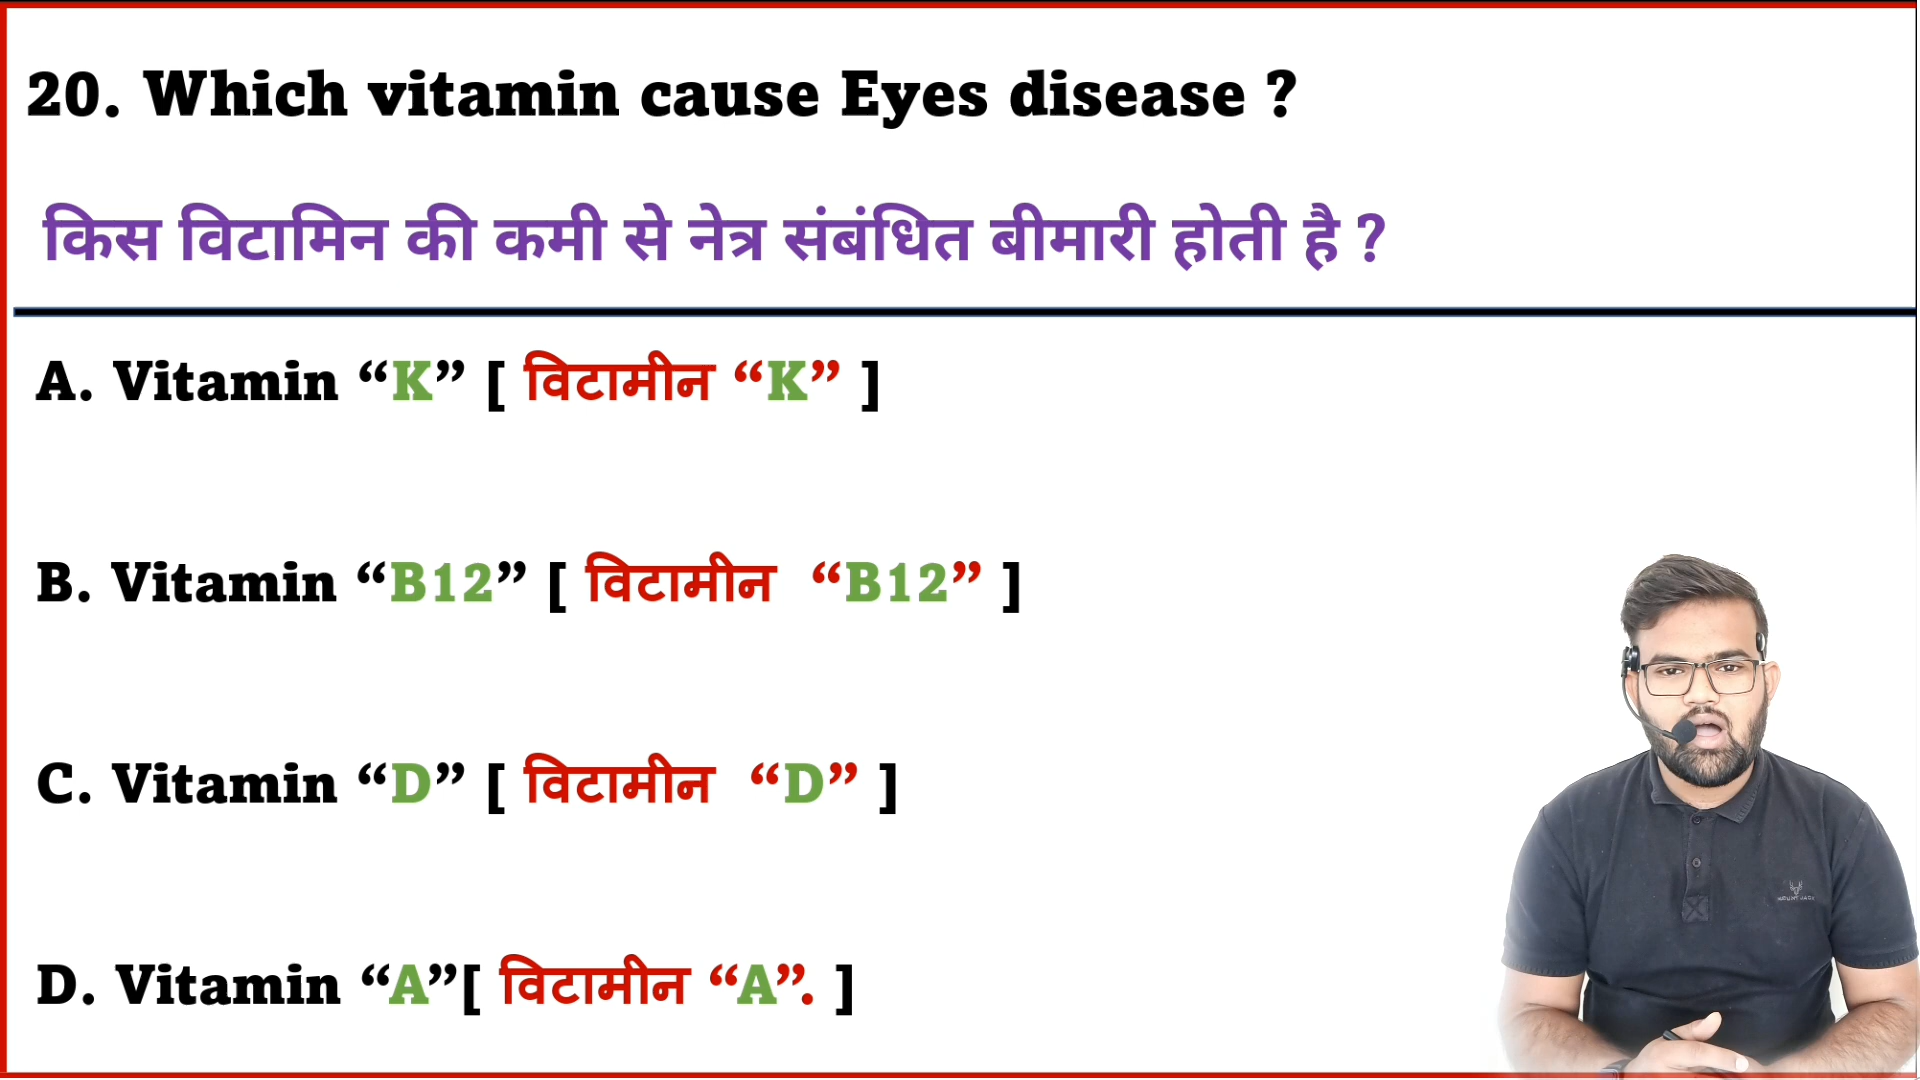 20. Which vitamin cause Eyes disease ?
किस विटामिन की कमी से नेत्र संबंधित बीमारी होती है ?
A. Vitamin “K” [ विटामीन “K” ]
B. Vitamin “B12” [ विटामीन “B12” ]
C. Vitamin “D” [ विटामीन “D” ]
D. Vitamin “A”[ विटामीन “A”. ]